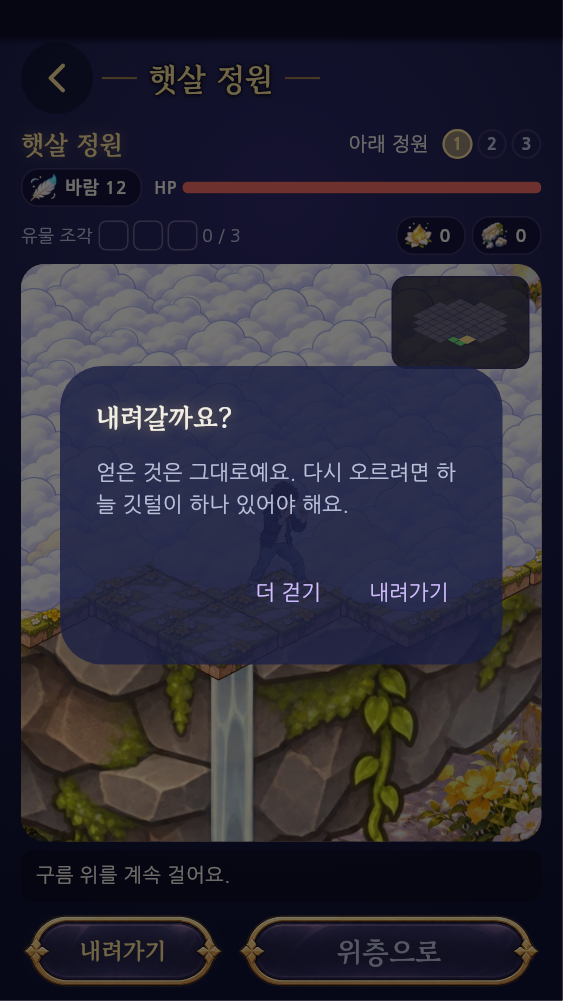 햇살 정원
햇살 정원
아래 정원 1 2 3
바람 12 HP
유물 조각 0 / 3 0 0
내려갈까요?
얻은 것은 그대로예요. 다시 오르려면 하
늘 깃털이 하나 있어야 해요.
더 걷기 내려가기
구름 위를 계속 걸어요.
내려가기 위층으로